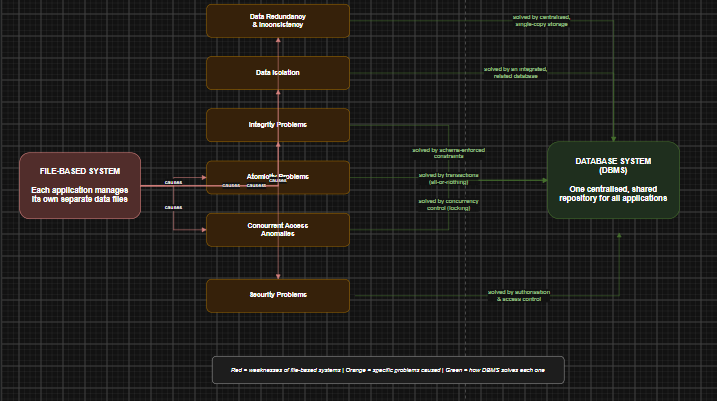 Data Redundancy
& Inconsistency
solved by centralised,
single-copy storage
Data Isolation
solved by an integrated,
related database
Integrity Problems
solved by schema-enforced
constraints
FILE-BASED SYSTEM
Each application manages
its own separate data files
causes
causes
causes
causes
causes
Atomicity Problems
solved by transactions
(all-or-nothing)
DATABASE SYSTEM
(DBMS)
One centralised, shared
repository for all applications
solved by concurrency
control (locking)
Concurrent Access
Anomalies
Security Problems
solved by authorisation
& access control
Red = weaknesses of file-based systems | Orange = specific problems caused | Green = how DBMS solves each one